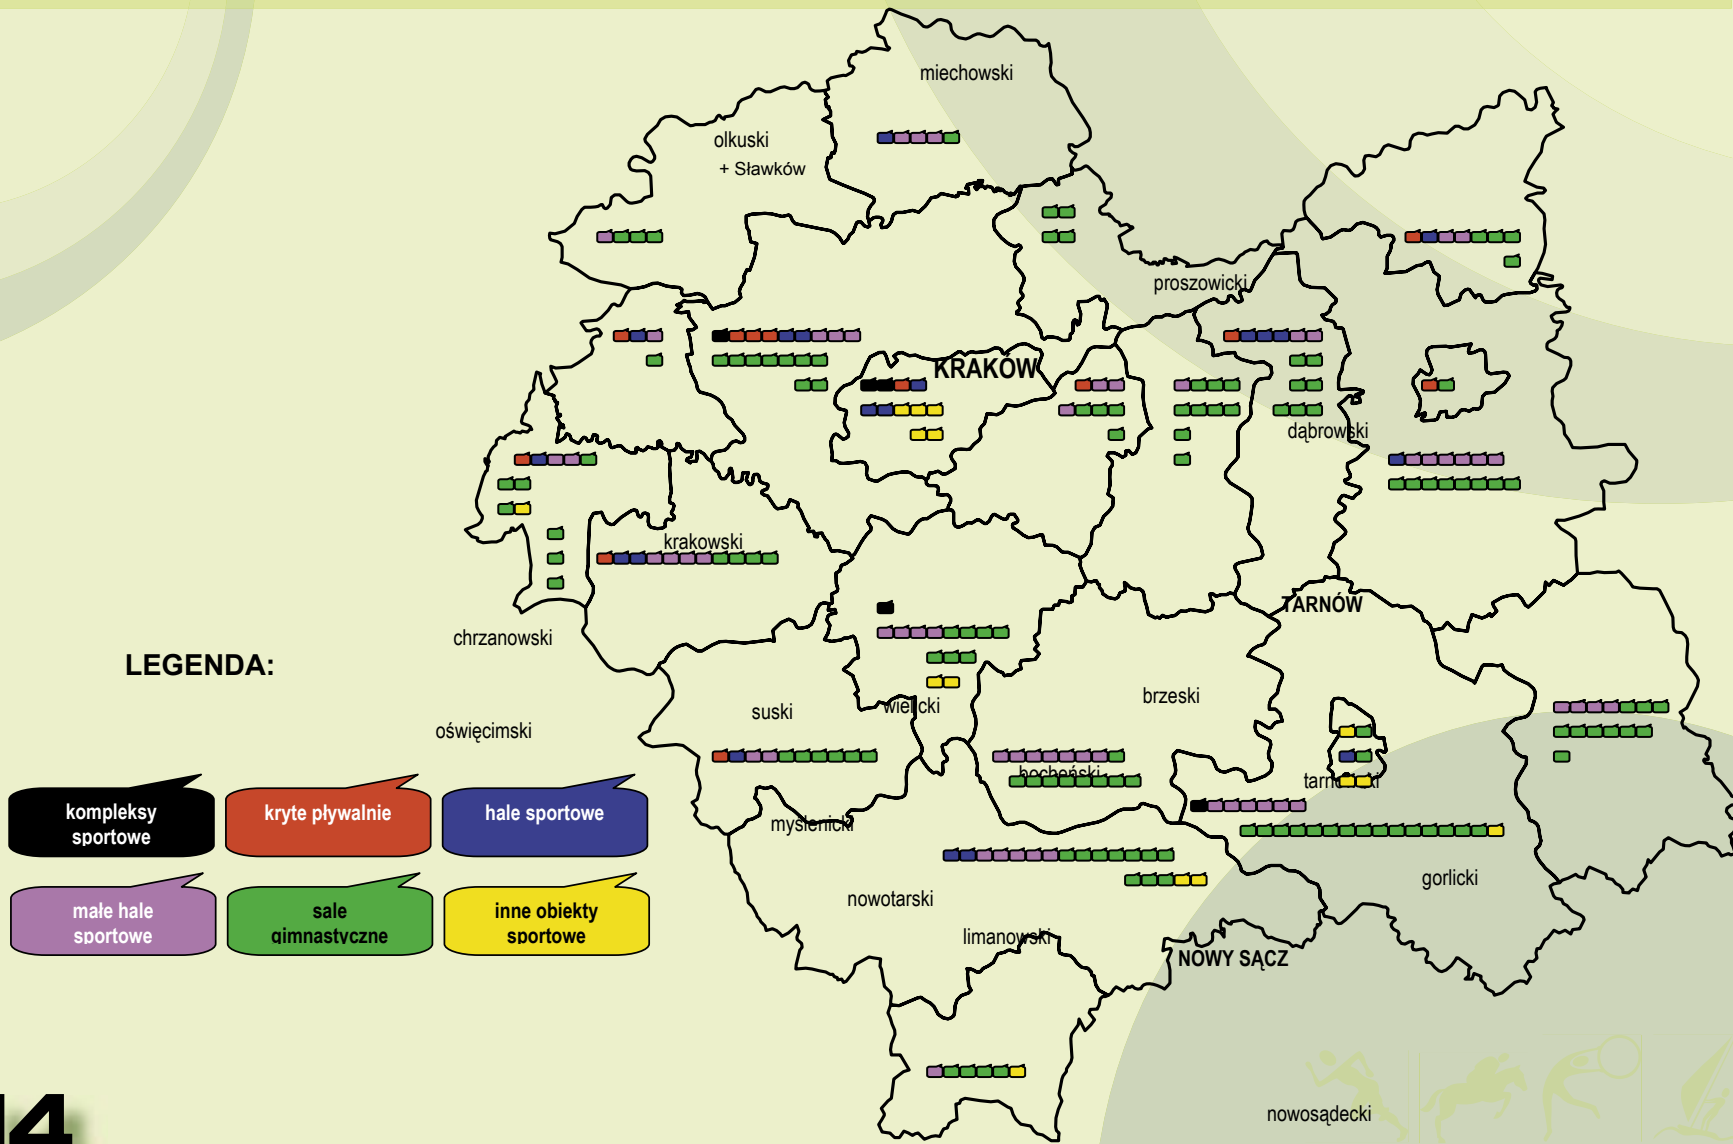 miechowski
olkuski
+ Sławków
proszowicki
KRAKÓW
dąbrowski
krakowski
TARNÓW
chrzanowski
LEGENDA:
brzeski
suski
wielicki
oświęcimski
bocheński
tarnowski
kompleksy
sportowe
kryte pływalnie
hale sportowe
myślenicki
gorlicki
nowotarski
małe hale
sportowe
sale
gimnastyczne
inne obiekty
sportowe
limanowski
NOWY SĄCZ
nowosądecki
14